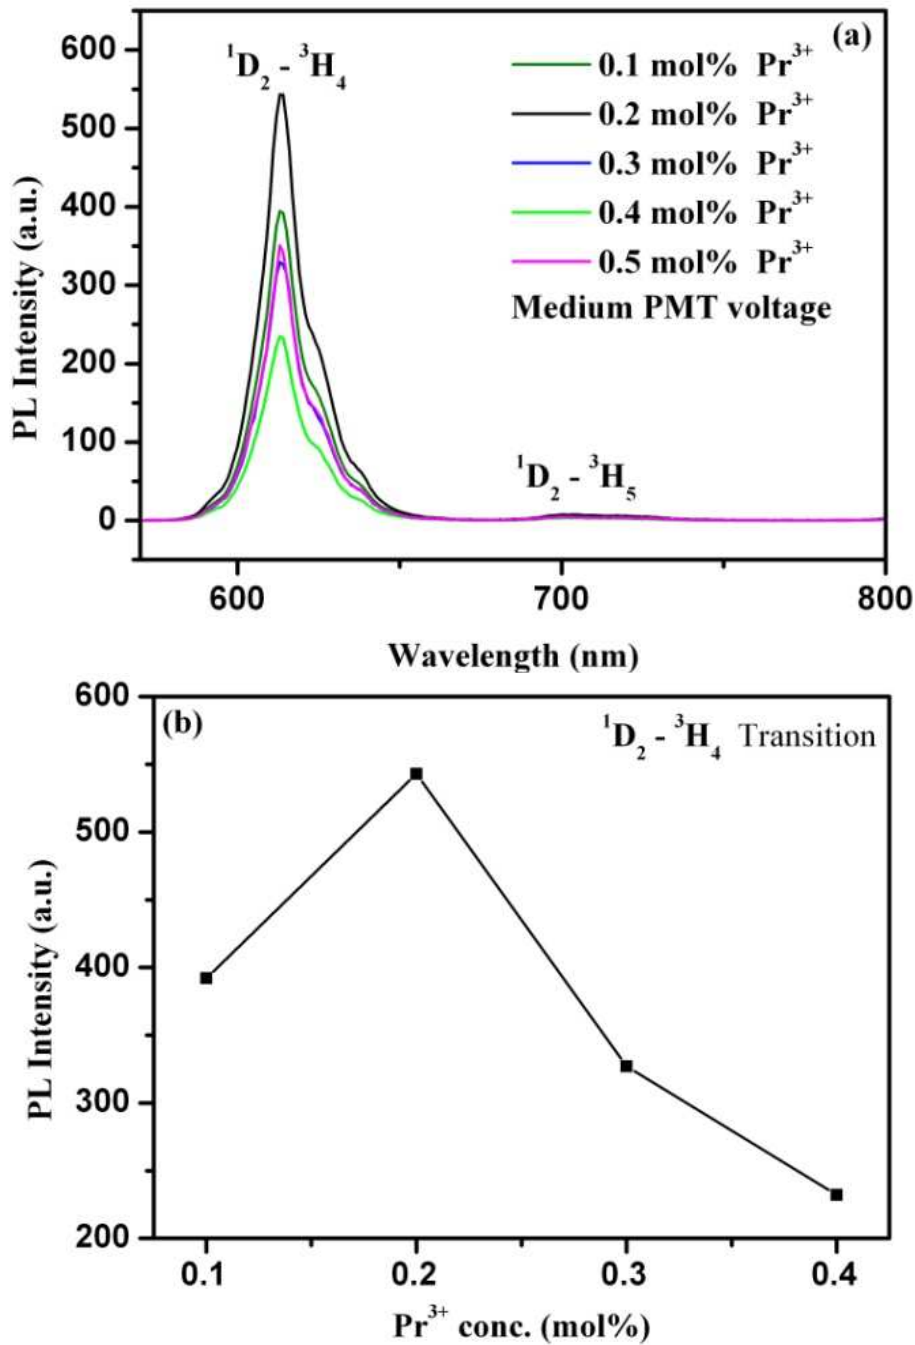 (a)
¹D₂ - ³H₄
0.1 mol% Pr³⁺
0.2 mol% Pr³⁺
0.3 mol% Pr³⁺
0.4 mol% Pr³⁺
0.5 mol% Pr³⁺
Medium PMT voltage
¹D₂ - ³H₅
600
500
400
300
200
100
0
PL Intensity (a.u.)
600 700 800
Wavelength (nm)
(b)
¹D₂ - ³H₄ Transition
600
500
400
300
200
PL Intensity (a.u.)
0.1 0.2 0.3 0.4
Pr³⁺ conc. (mol%)